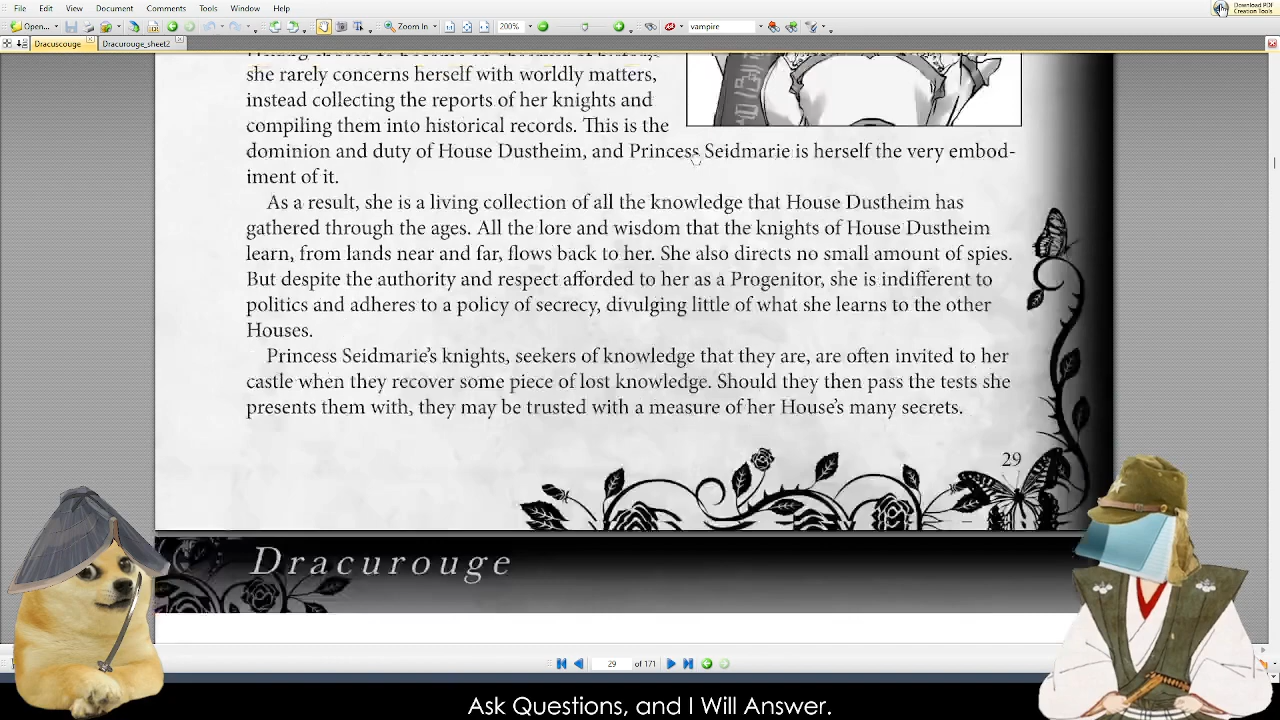 File Edit View Document Comments Tools Window Help
Download PDF
Creation Tools
Open... Zoom In 200% vampire
Dracuscouge Dracurouge_sheet2
she rarely concerns herself with worldly matters,
instead collecting the reports of her knights and
compiling them into historical records. This is the
dominion and duty of House Dustheim, and Princess Seidmarie is herself the very embod-
iment of it.
As a result, she is a living collection of all the knowledge that House Dustheim has
gathered through the ages. All the lore and wisdom that the knights of House Dustheim
learn, from lands near and far, flows back to her. She also directs no small amount of spies.
But despite the authority and respect afforded to her as a Progenitor, she is indifferent to
politics and adheres to a policy of secrecy, divulging little of what she learns to the other
Houses.
Princess Seidmarie's knights, seekers of knowledge that they are, are often invited to her
castle when they recover some piece of lost knowledge. Should they then pass the tests she
presents them with, they may be trusted with a measure of her House's many secrets.
29
Dracurouge
29 of 171
Ask Questions, and I Will Answer.